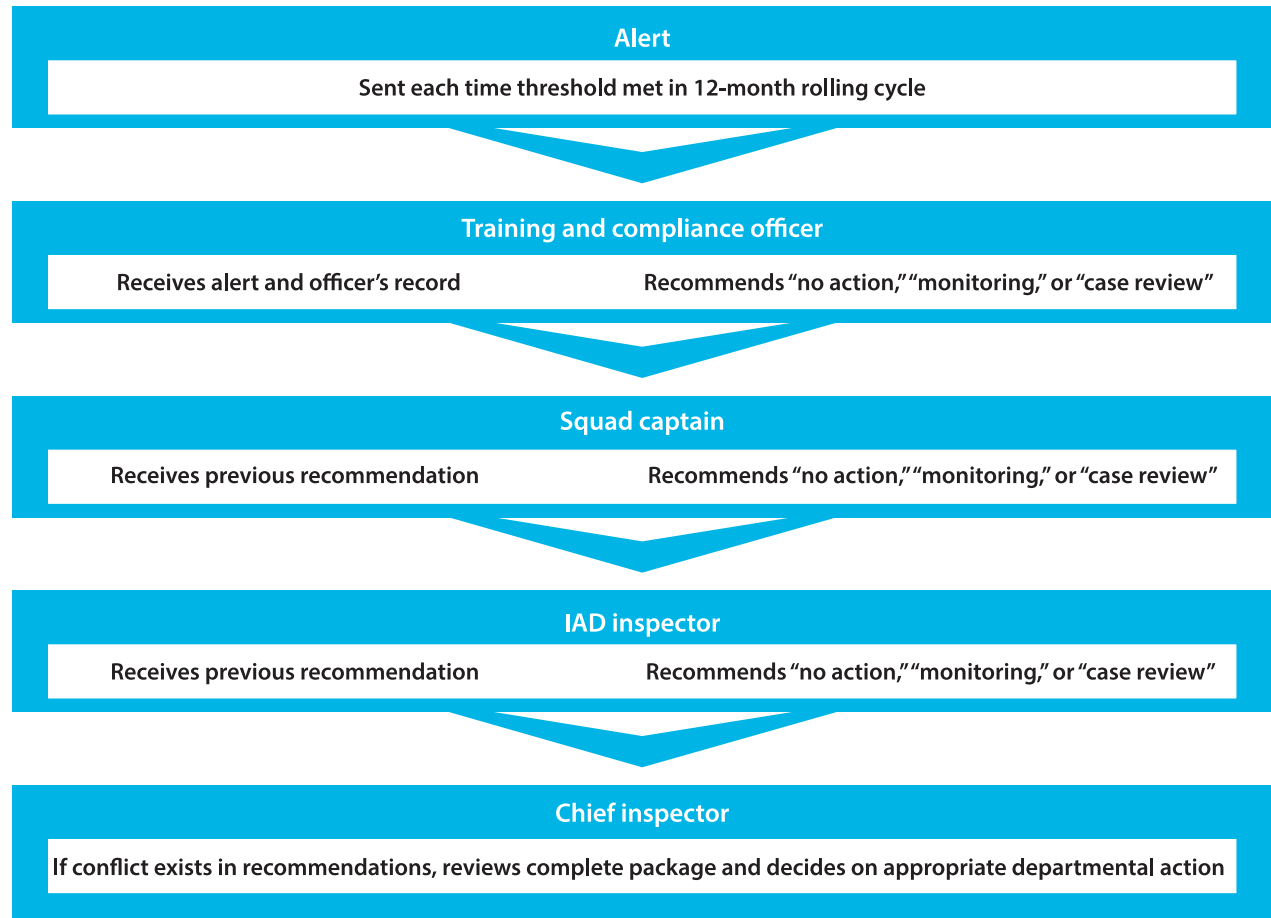 Alert
Sent each time threshold met in 12-month rolling cycle
Training and compliance officer
Receives alert and officer’s record
Recommends “no action,” “monitoring,” or “case review”
Squad captain
Receives previous recommendation
Recommends “no action,” “monitoring,” or “case review”
IAD inspector
Receives previous recommendation
Recommends “no action,” “monitoring,” or “case review”
Chief inspector
If conflict exists in recommendations, reviews complete package and decides on appropriate departmental action